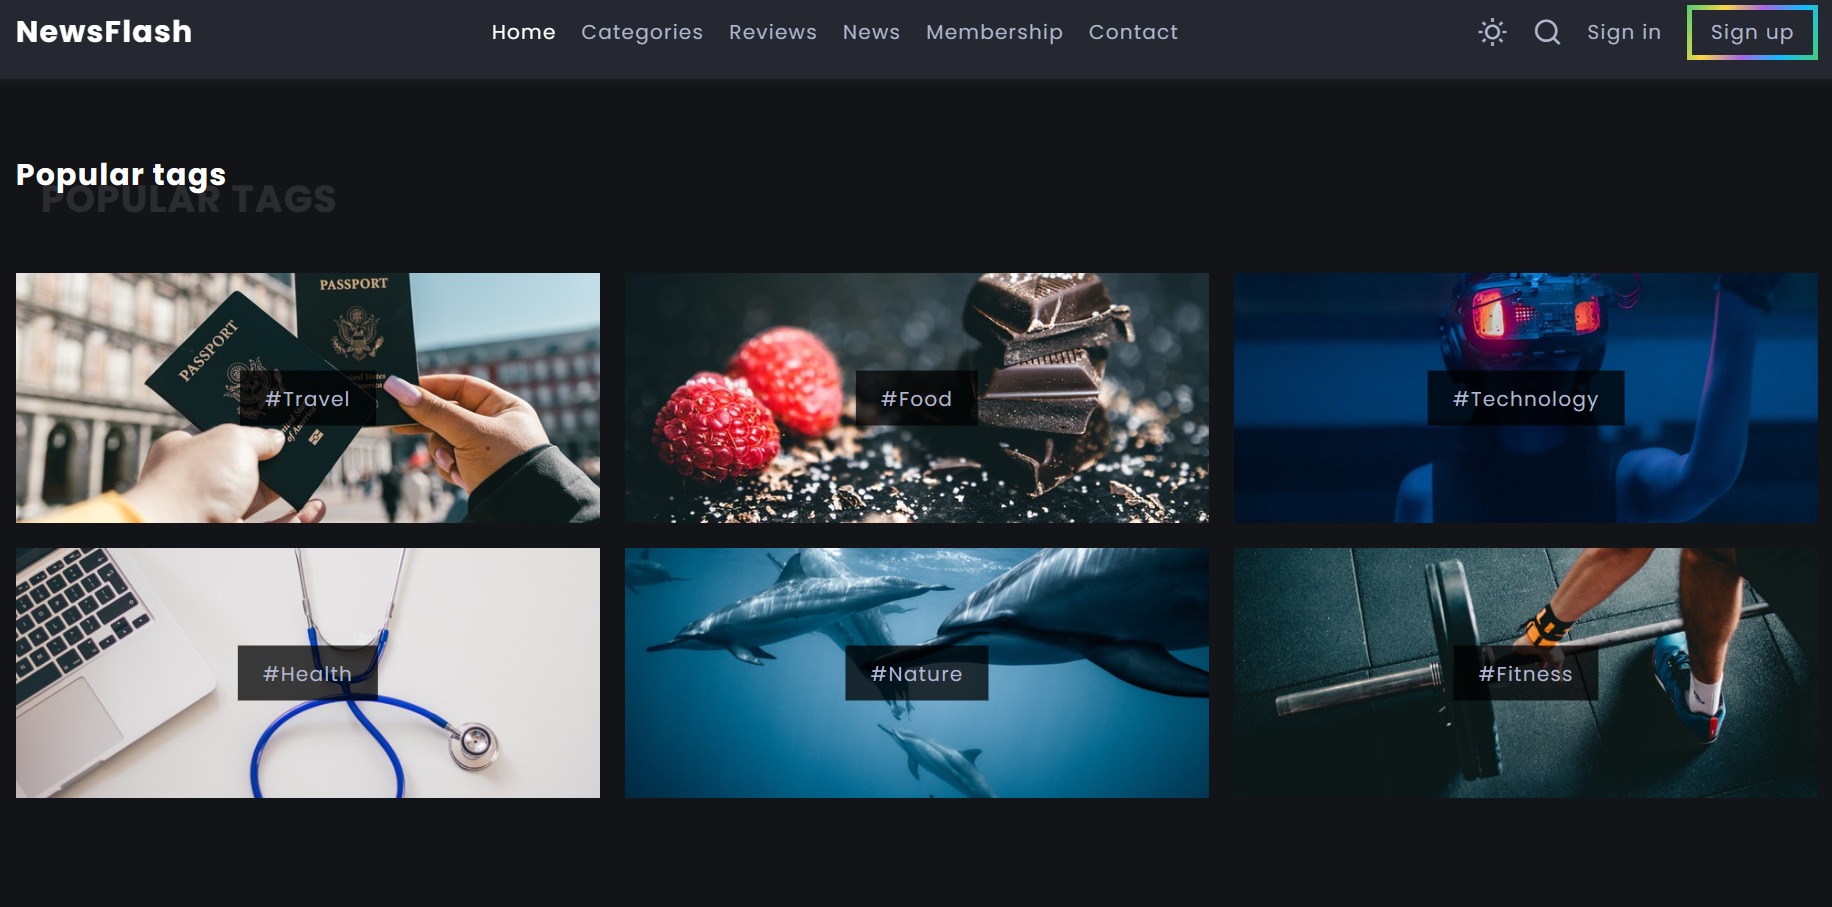 NewsFlash Home Categories Reviews News Membership Contact Sign in Sign up
Popular tags
POPULAR TAGS
PASSPORT
PASSPORT
#Travel
#Food
#Technology
#Health
#Nature
#Fitness